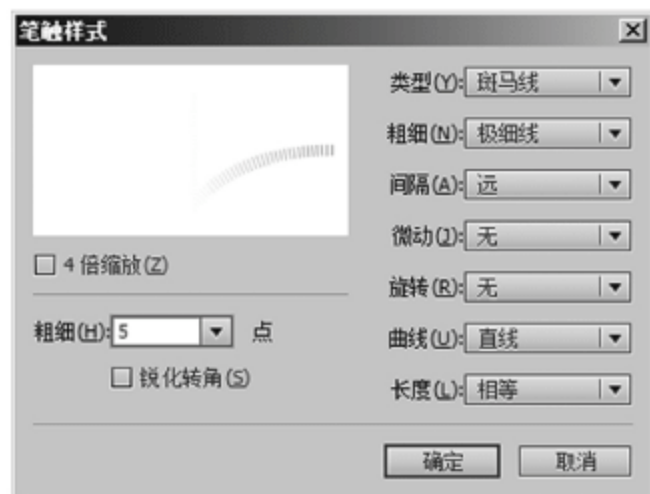 笔触样式
类型(Y): 斑马线
粗细(N): 极细线
间隔(A): 远
微动(J): 无
旋转(R): 无
曲线(U): 直线
长度(L): 相等
4 倍缩放(Z)
粗细(H): 5 点
锐化转角(S)
确定 取消